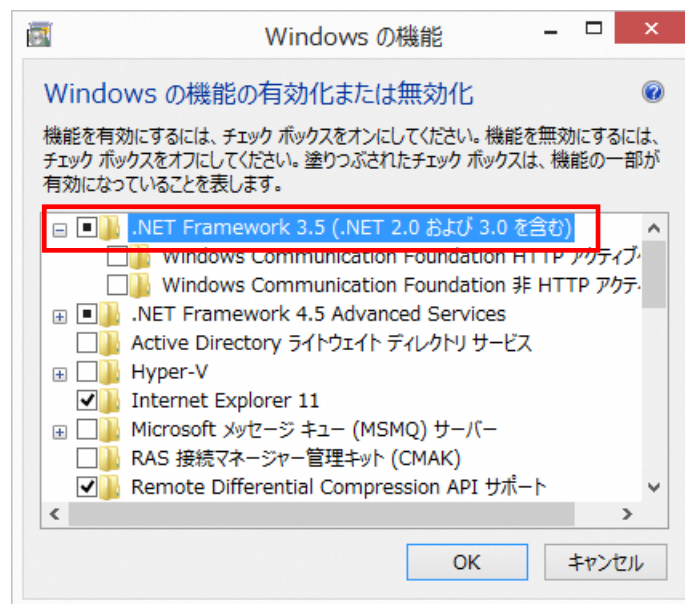 Windows の機能
Windows の機能の有効化または無効化
機能を有効にするには、チェック ボックスをオンにしてください。機能を無効にするには、
チェック ボックスをオフにしてください。塗りつぶされたチェック ボックスは、機能の一部が
有効になっていることを表します。
.NET Framework 3.5 (.NET 2.0 および 3.0 を含む)
Windows Communication Foundation HTTP アクティブ
Windows Communication Foundation 非 HTTP アクテ
.NET Framework 4.5 Advanced Services
Active Directory ライトウェイト ディレクトリ サービス
Hyper-V
Internet Explorer 11
Microsoft メッセージ キュー (MSMQ) サーバー
RAS 接続マネージャー管理キット (CMAK)
Remote Differential Compression API サポート
OK
キャンセル